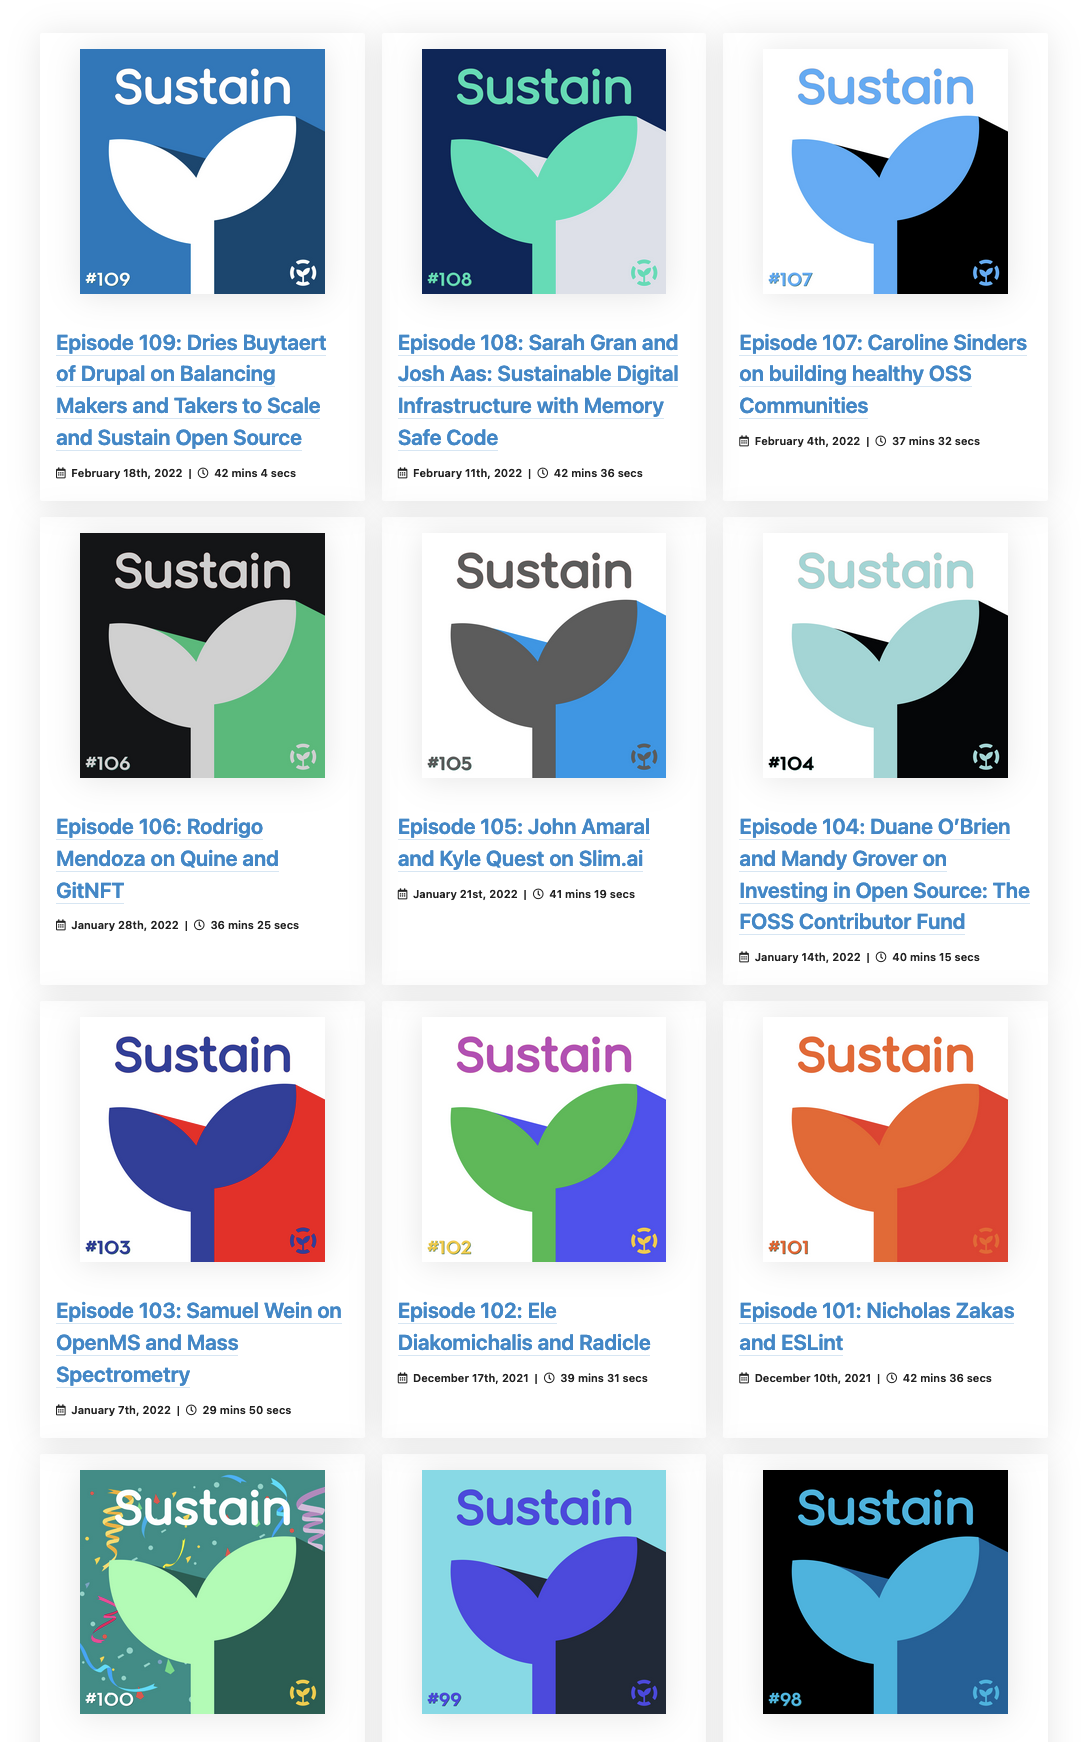 Sustain
#109
Episode 109: Dries Buytaert
of Drupal on Balancing
Makers and Takers to Scale
and Sustain Open Source
February 18th, 2022 | 42 mins 4 secs
Sustain
#108
Episode 108: Sarah Gran and
Josh Aas: Sustainable Digital
Infrastructure with Memory
Safe Code
February 11th, 2022 | 42 mins 36 secs
Sustain
#107
Episode 107: Caroline Sinders
on building healthy OSS
Communities
February 4th, 2022 | 37 mins 32 secs
Sustain
#106
Episode 106: Rodrigo
Mendoza on Quine and
GitNFT
January 28th, 2022 | 36 mins 25 secs
Sustain
#105
Episode 105: John Amaral
and Kyle Quest on Slim.ai
January 21st, 2022 | 41 mins 19 secs
Sustain
#104
Episode 104: Duane O’Brien
and Mandy Grover on
Investing in Open Source: The
FOSS Contributor Fund
January 14th, 2022 | 40 mins 15 secs
Sustain
#103
Episode 103: Samuel Wein on
OpenMS and Mass
Spectrometry
January 7th, 2022 | 29 mins 50 secs
Sustain
#102
Episode 102: Ele
Diakomichalis and Radicle
December 17th, 2021 | 39 mins 31 secs
Sustain
#101
Episode 101: Nicholas Zakas
and ESLint
December 10th, 2021 | 42 mins 36 secs
Sustain
#100
Sustain
#99
Sustain
#98